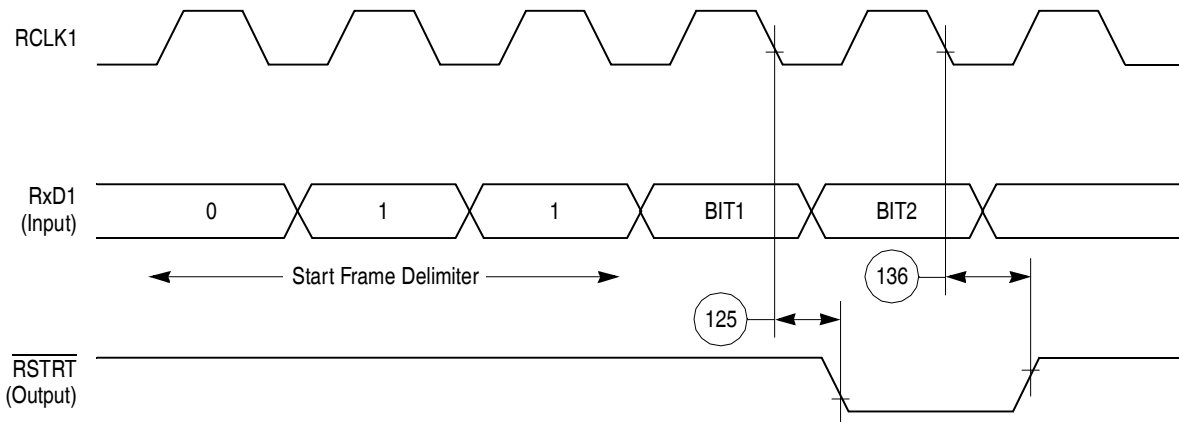 RCLK1
RxD1
(Input)
0
1
1
BIT1
BIT2
Start Frame Delimiter
136
125
RSTRT
(Output)